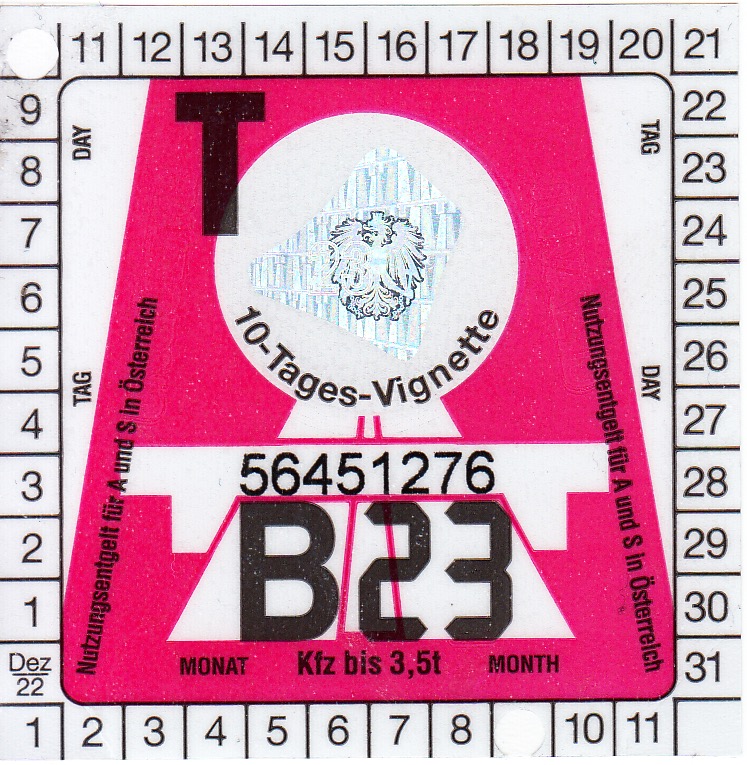 11 12 13 14 15 16 17 18 19 20 21
9 22
8 23
7 24
6 25
5 26
4 27
3 28
2 29
1 30
Dez 22 31
1 2 3 4 5 6 7 8 10 11
DAY
TAG
T
TAG
DAY
10-Tages-Vignette
Nutzungsentgelt für A und S in Österreich
Nutzungsentgelt für A und S in Österreich
56451276
B23
MONAT Kfz bis 3,5t MONTH